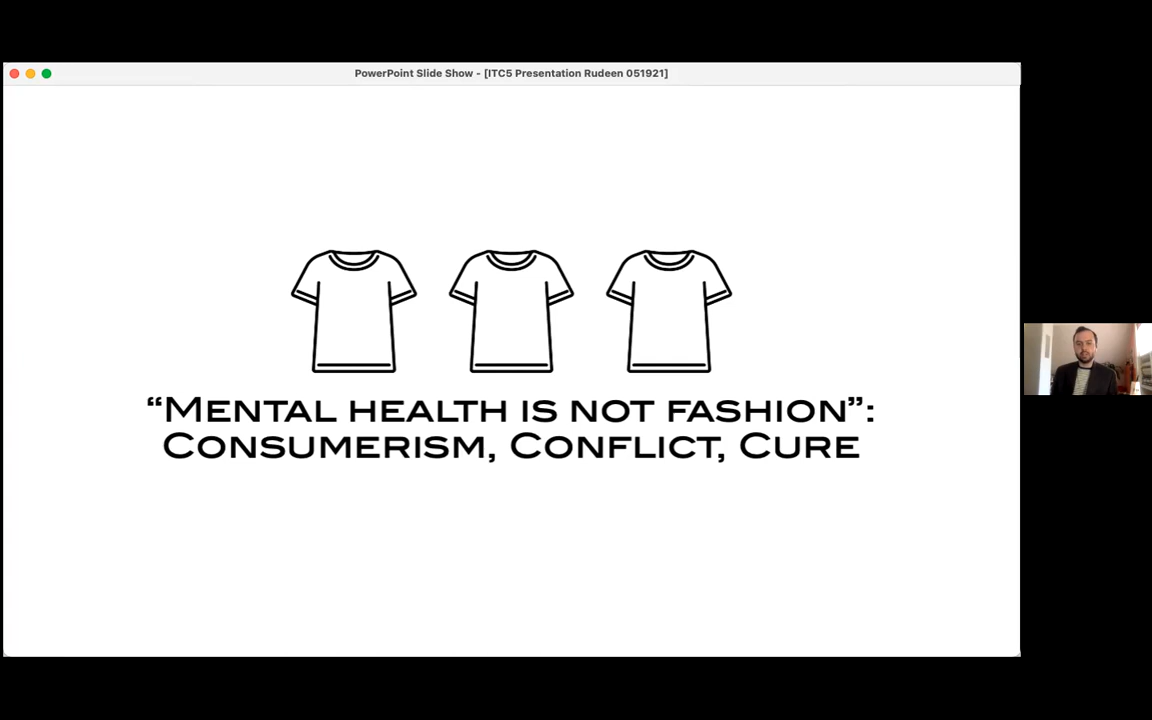 PowerPoint Slide Show - [ITC5 Presentation Rudeen 051921]
“Mental health is not fashion”:
Consumerism, Conflict, Cure